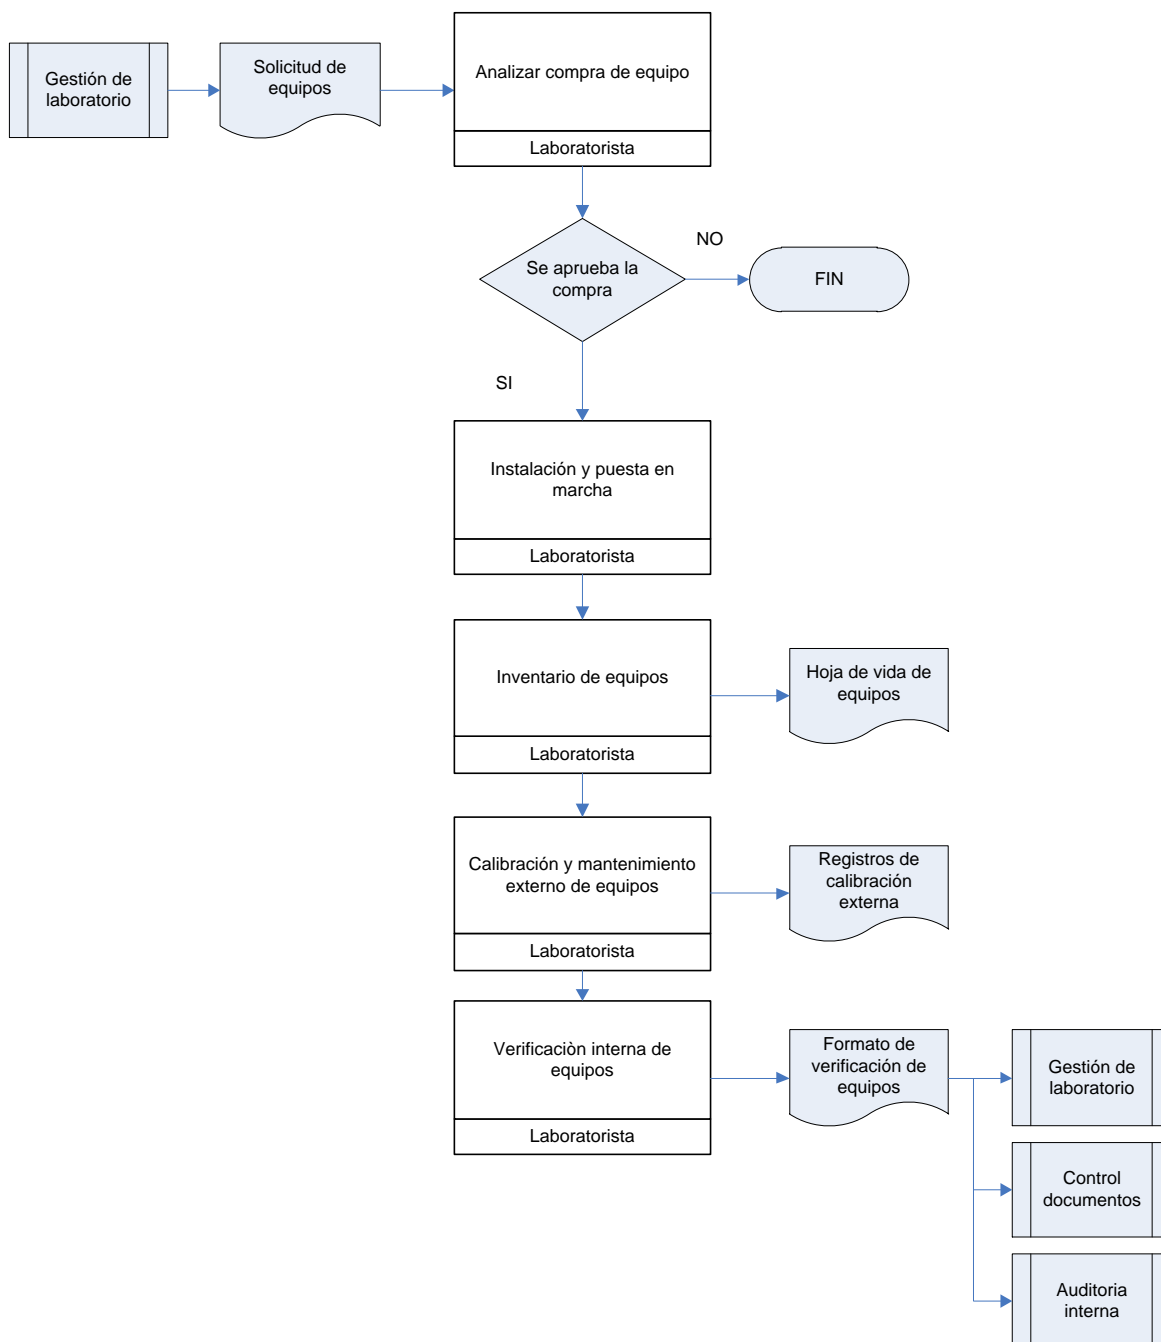 Gestión de
laboratorio
Solicitud de
equipos
Analizar compra de equipo
Laboratorista
Se aprueba la
compra
NO
FIN
SI
Instalación y puesta en
marcha
Laboratorista
Inventario de equipos
Laboratorista
Hoja de vida de
equipos
Calibración y mantenimiento
externo de equipos
Laboratorista
Registros de
calibración
externa
Verificaciòn interna de
equipos
Laboratorista
Formato de
verificación de
equipos
Gestión de
laboratorio
Control
documentos
Auditoria
interna